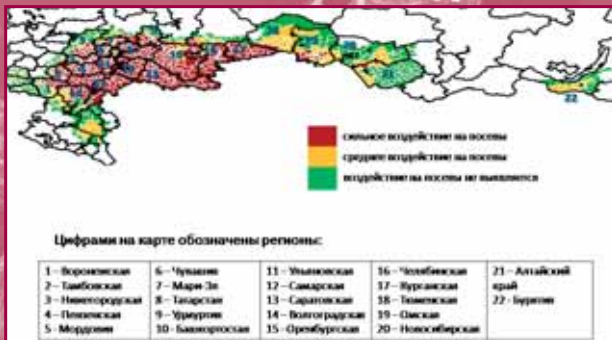 22
сильное воздействие на посевы
среднее воздействие на посевы
воздействие на посевы не выявляется
Цифрами на карте обозначены регионы:
1 – Воронежская
2 – Тамбовская
3 – Нижегородская
4 – Пензенская
5 – Мордовия
6 – Чувашия
7 – Мари-Эл
8 – Татарстан
9 – Удмуртия
10 – Башкортостан
11 – Ульяновская
12 – Самарская
13 – Саратовская
14 – Волгоградская
15 – Оренбургская
16 – Челябинская
17 – Курганская
18 – Тюменская
19 – Омская
20 – Новосибирская
21 – Алтайский
край
22 – Бурятия